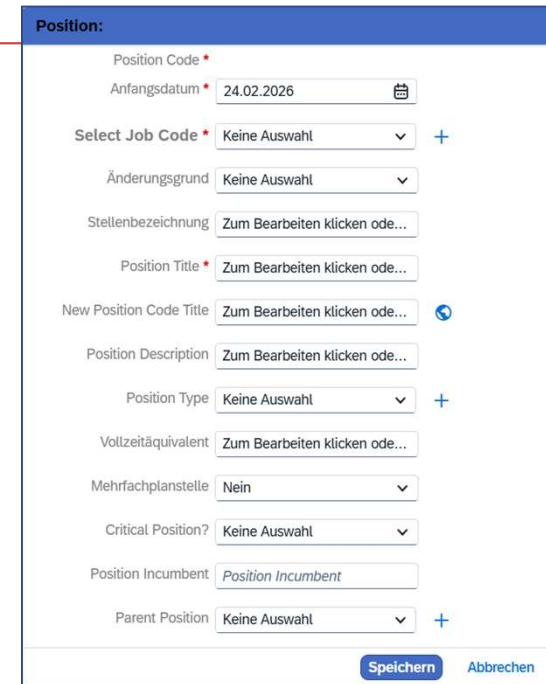 Position:
Position Code *
Anfangsdatum * 24.02.2026
Select Job Code * Keine Auswahl
Änderungsgrund Keine Auswahl
Stellenbezeichnung Zum Bearbeiten klicken ode...
Position Title * Zum Bearbeiten klicken ode...
New Position Code Title Zum Bearbeiten klicken ode...
Position Description Zum Bearbeiten klicken ode...
Position Type Keine Auswahl
Vollzeitäquivalent Zum Bearbeiten klicken ode...
Mehrfachplanstelle Nein
Critical Position? Keine Auswahl
Position Incumbent Position Incumbent
Parent Position Keine Auswahl
Speichern Abbrechen